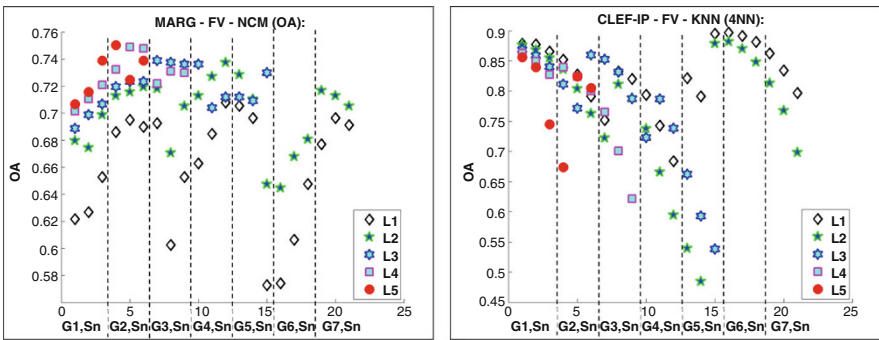 MARG - FV - NCM (OA):
OA
0.76
0.74
0.72
0.7
0.68
0.66
0.64
0.62
0.6
0.58
0 5 10 15 20 25
G1,Sn G2,Sn G3,Sn G4,Sn G5,Sn G6,Sn G7,Sn
L1
L2
L3
L4
L5
CLEF-IP - FV - KNN (4NN):
OA
0.9
0.85
0.8
0.75
0.7
0.65
0.6
0.55
0.5
0.45
0 5 10 15 20 25
G1,Sn G2,Sn G3,Sn G4,Sn G5,Sn G6,Sn G7,Sn
L1
L2
L3
L4
L5